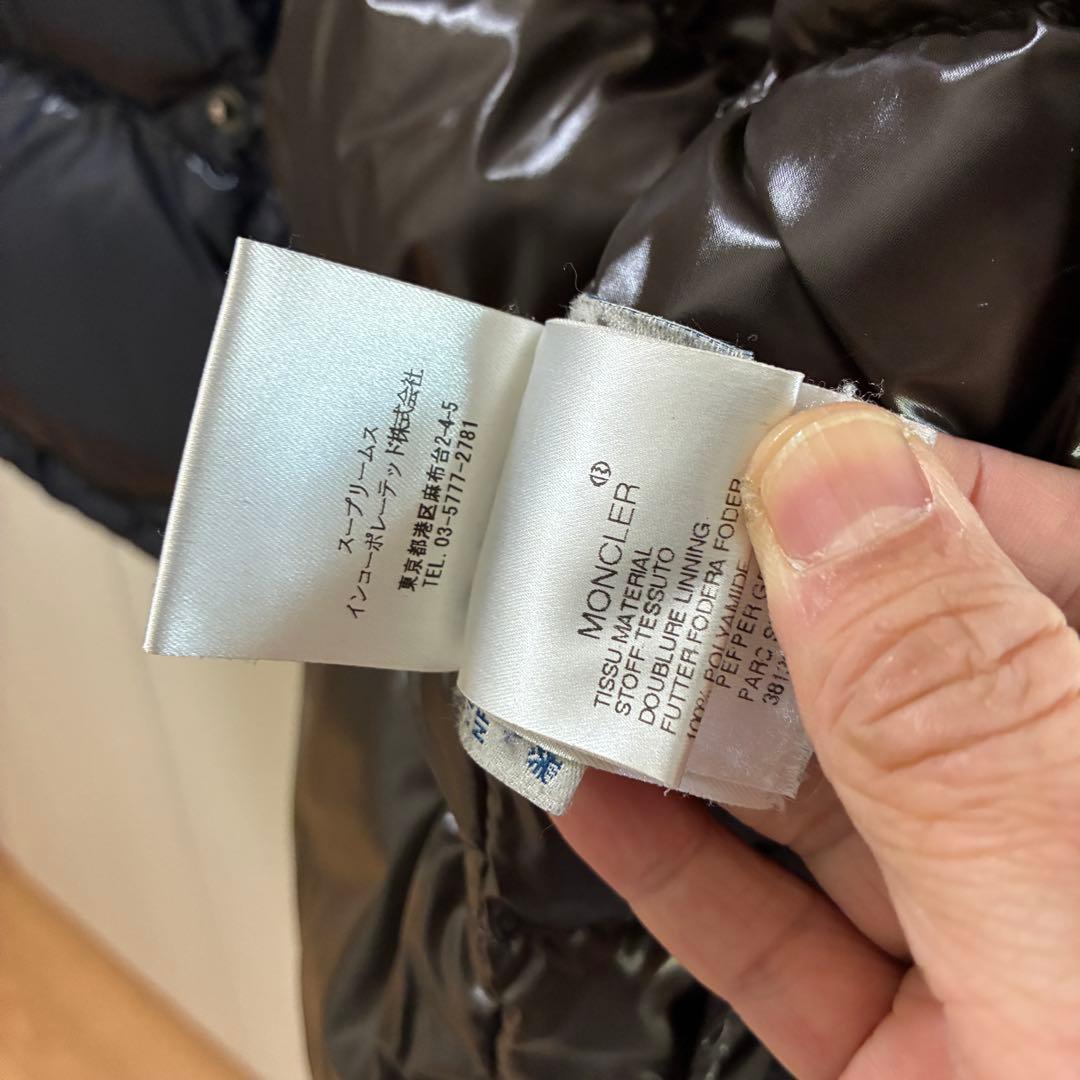 スープリームス
インコーポレーテッド株式会社
東京都港区麻布台2-4-5
TEL. 03-5777-2781
MONCLER
TISSU MATERIAL
STOFF TESSUTO
DOUBLURE LINNING
FUTTER FODERA FODER
100% POLYAMIDE
PEPPER
PARC